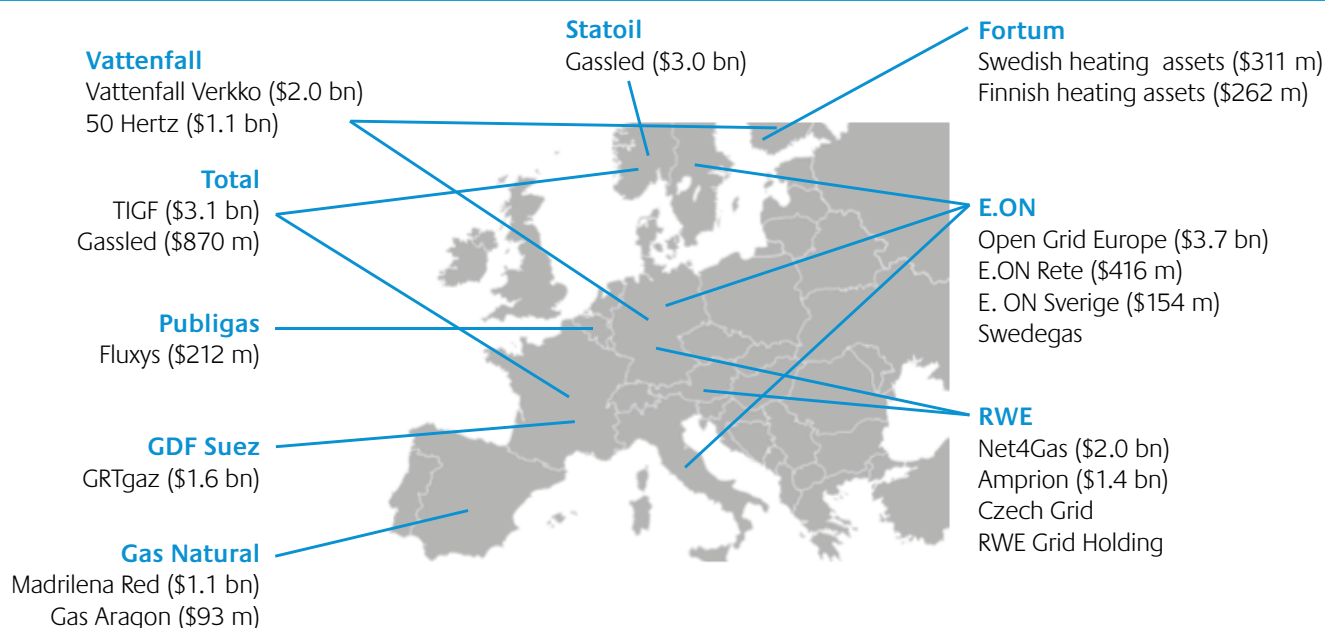 Statoil
Gassled ($3.0 bn)
Fortum
Swedish heating assets ($311 m)
Finnish heating assets ($262 m)
Vattenfall
Vattenfall Verkko ($2.0 bn)
50 Hertz ($1.1 bn)
Total
TIGF ($3.1 bn)
Gassled ($870 m)
E.ON
Open Grid Europe ($3.7 bn)
E.ON Rete ($416 m)
E. ON Sverige ($154 m)
Swedegas
Publigas
Fluxys ($212 m)
GDF Suez
GRTgaz ($1.6 bn)
RWE
Net4Gas ($2.0 bn)
Amprion ($1.4 bn)
Czech Grid
RWE Grid Holding
Gas Natural
Madrilena Red ($1.1 bn)
Gas Aragon ($93 m)